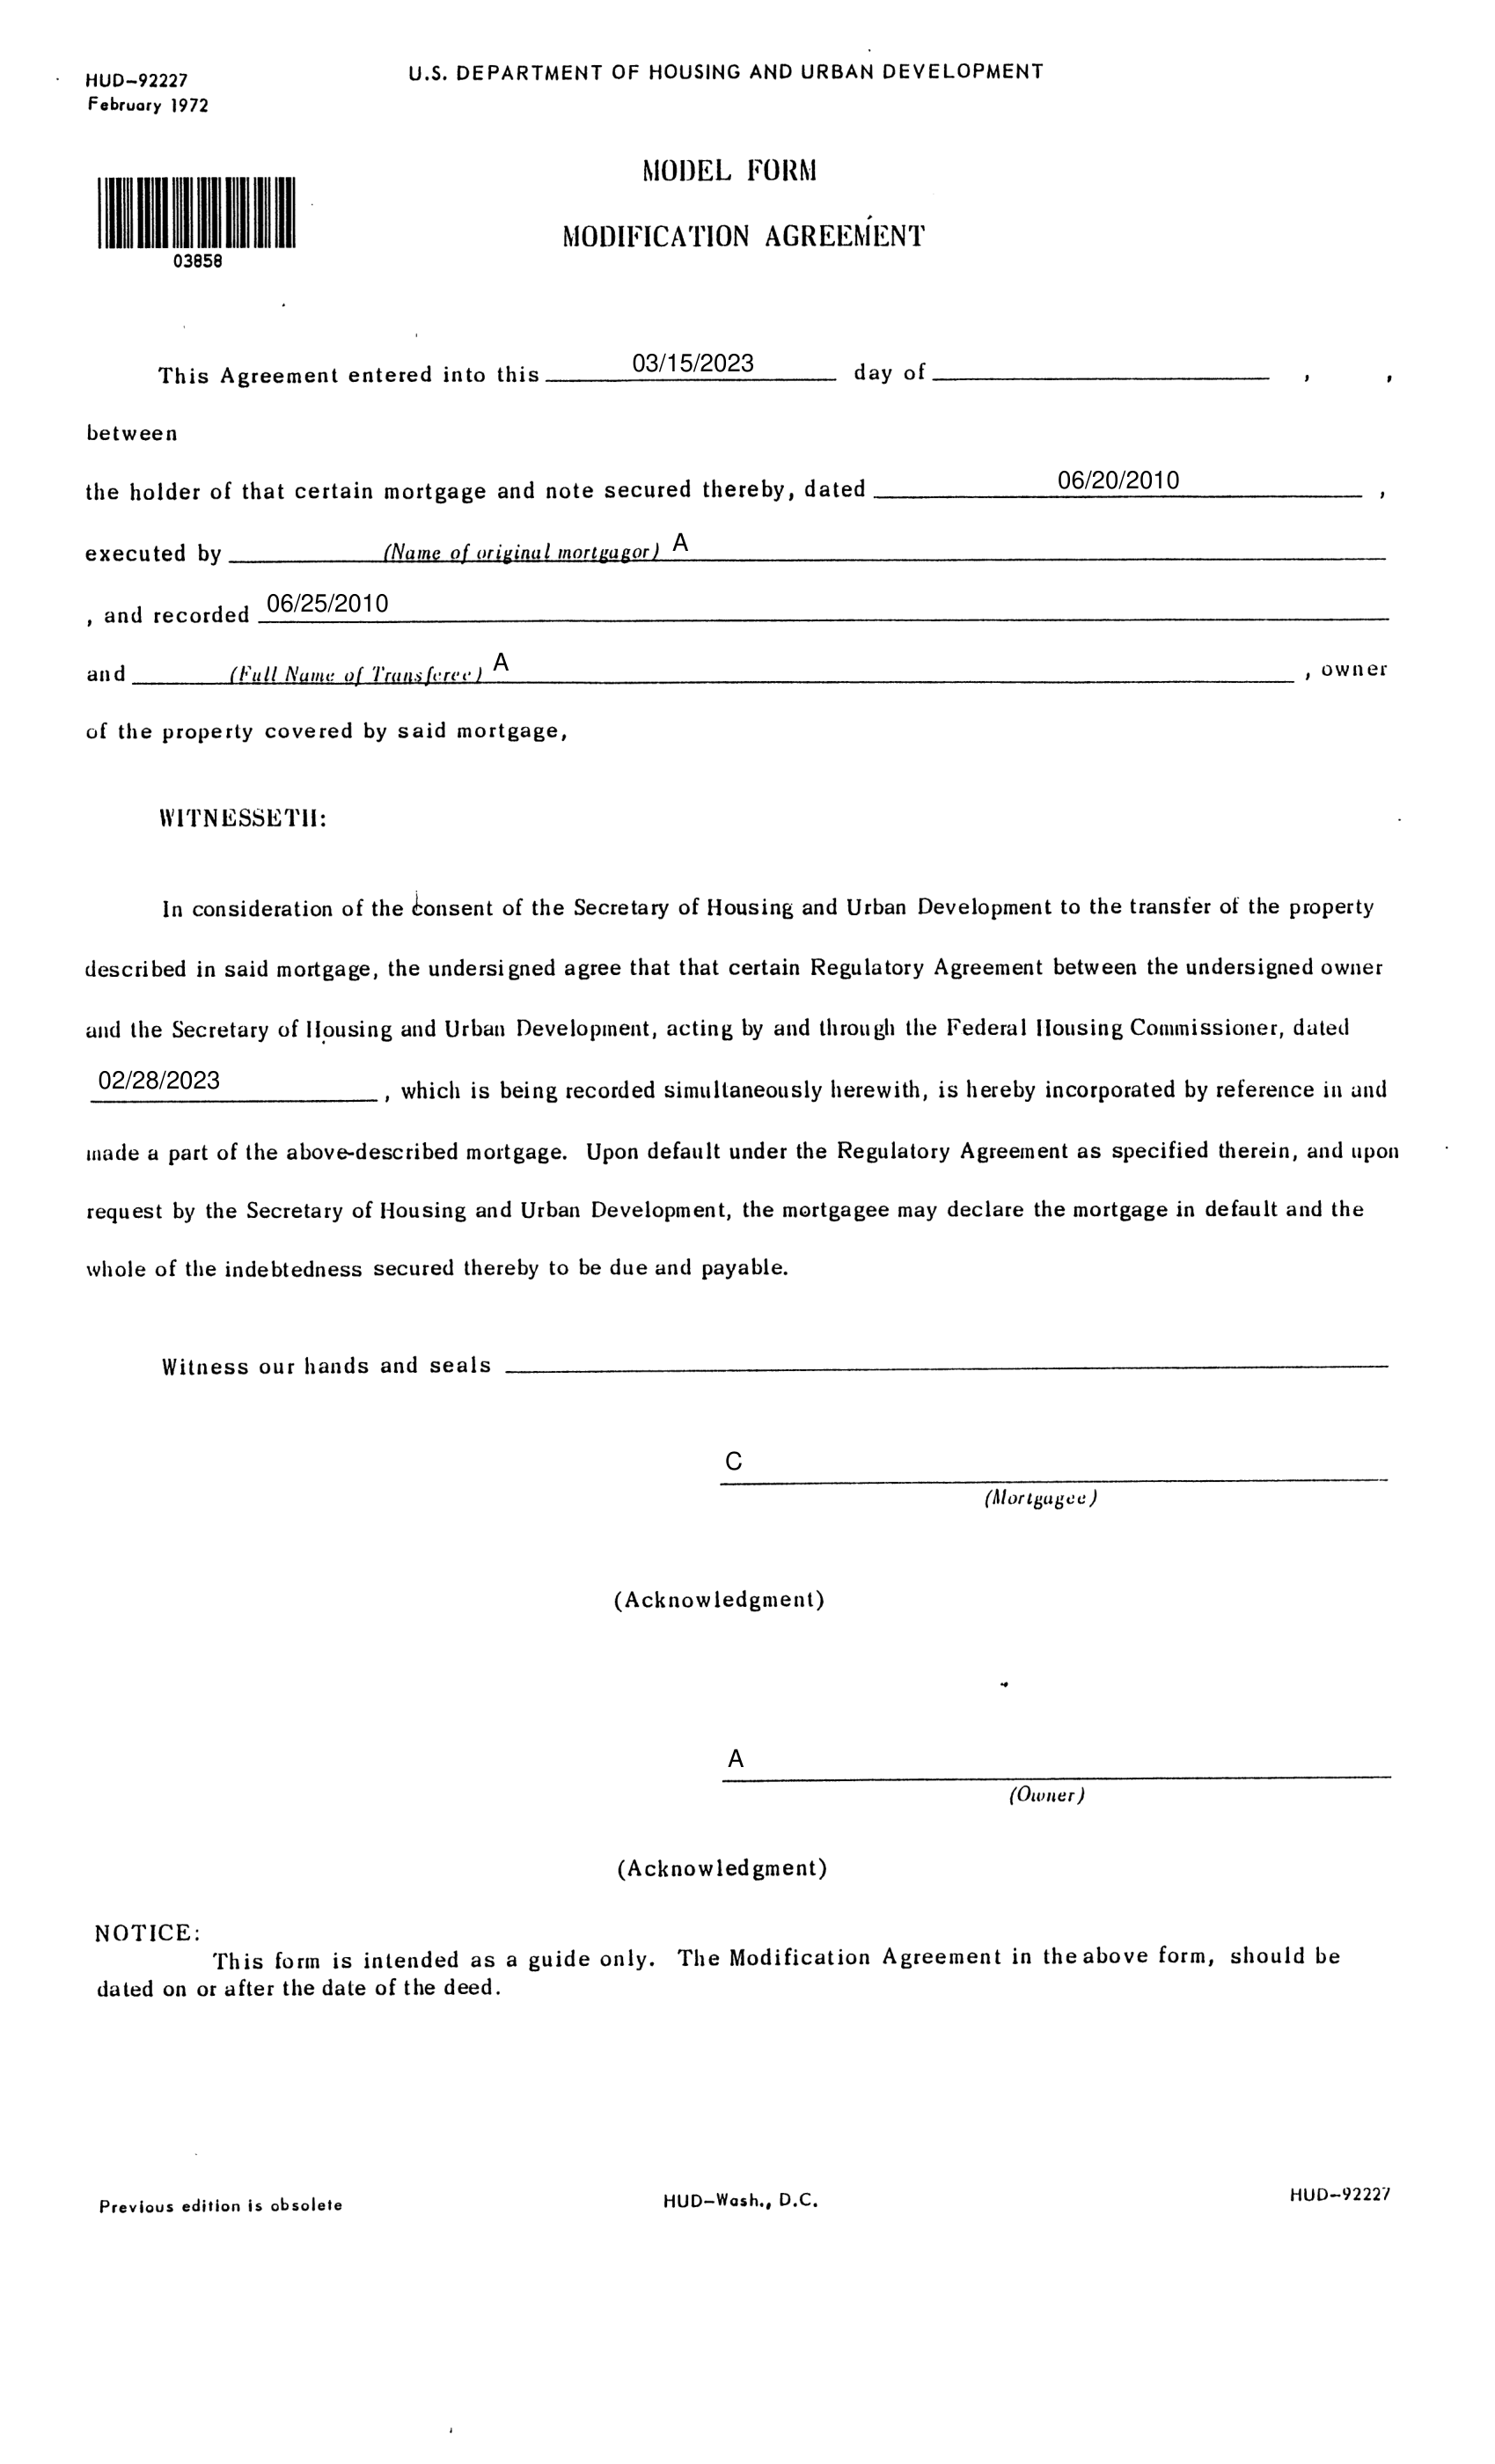 HUD-92227
U.S. DEPARTMENT OF HOUSING AND URBAN DEVELOPMENT
February 1972
MODEL FORM
MODIFICATION AGREEMENT
03858
This Agreement entered into this 03/15/2023 day of , ,
between
the holder of that certain mortgage and note secured thereby, dated 06/20/2010 ,
executed by (Name of original mortgagor) A
, and recorded 06/25/2010
and (Full Name of Transferee) A , owner
of the property covered by said mortgage,
WITNESSETH:
In consideration of the consent of the Secretary of Housing and Urban Development to the transfer of the property
described in said mortgage, the undersigned agree that that certain Regulatory Agreement between the undersigned owner
and the Secretary of Housing and Urban Development, acting by and through the Federal Housing Commissioner, dated
02/28/2023 , which is being recorded simultaneously herewith, is hereby incorporated by reference in and
made a part of the above-described mortgage. Upon default under the Regulatory Agreement as specified therein, and upon
request by the Secretary of Housing and Urban Development, the mortgagee may declare the mortgage in default and the
whole of the indebtedness secured thereby to be due and payable.
Witness our hands and seals
C
(Mortgagee)
(Acknowledgment)
A
(Owner)
(Acknowledgment)
NOTICE:
This form is intended as a guide only. The Modification Agreement in the above form, should be
dated on or after the date of the deed.
Previous edition is obsolete
HUD-Wash., D.C.
HUD-92227